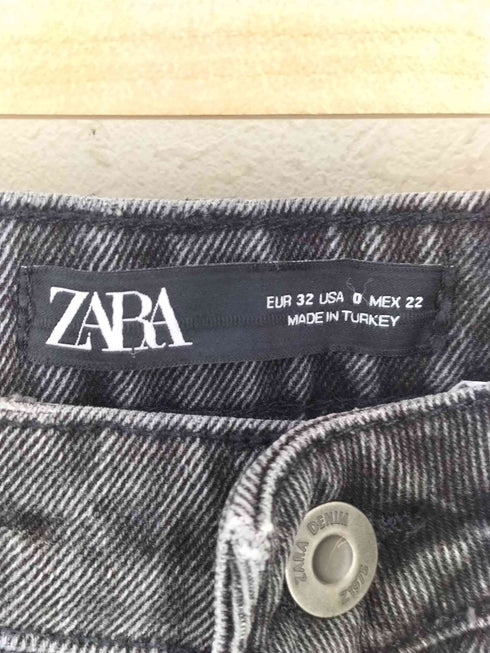 ZARA
EUR 32 USA 0 MEX 22
MADE IN TURKEY
ZARA DENIM